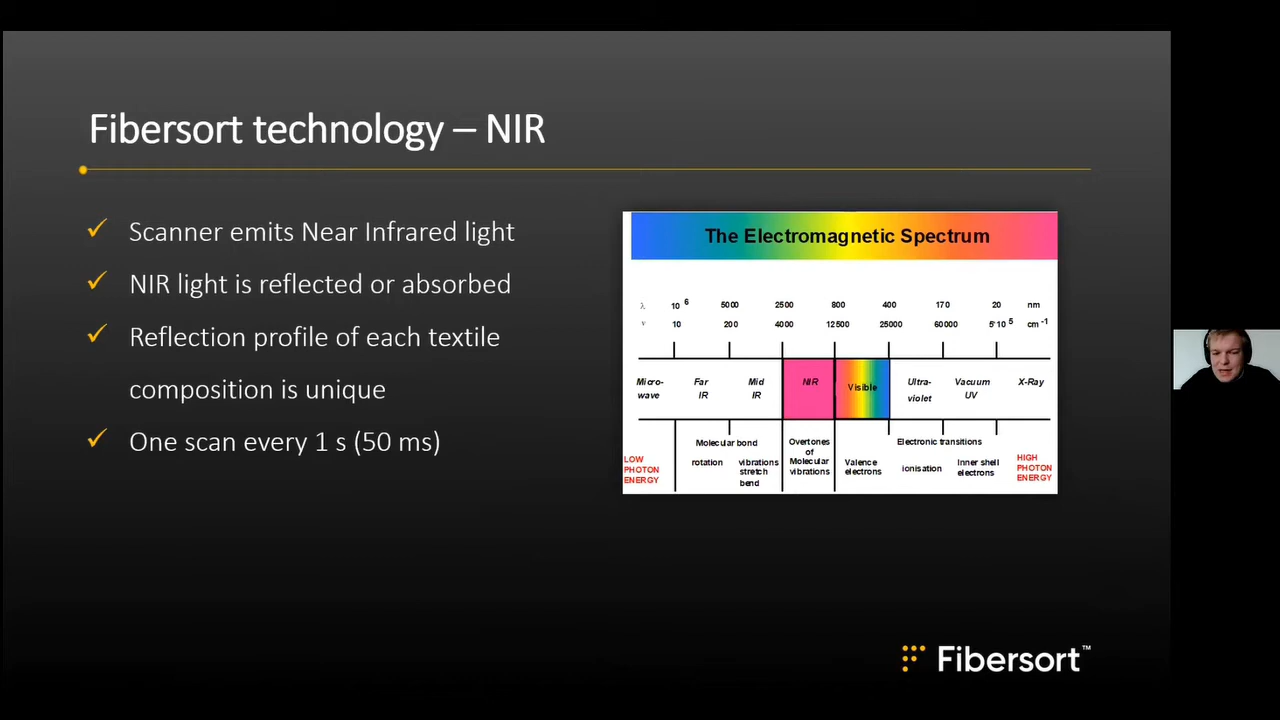 Fibersort technology – NIR
✓ Scanner emits Near Infrared light
✓ NIR light is reflected or absorbed
✓ Reflection profile of each textile
composition is unique
✓ One scan every 1 s (50 ms)
The Electromagnetic Spectrum
λ 10 6 5000 2500 800 400 170 20 nm
ν 10 200 4000 12500 25000 60000 5*10 5 cm -1
Micro-wave Far IR Mid IR NIR Visible Ultra-violet Vacuum UV X-Ray
Molecular bond
rotation
vibrations
stretch
bend
Overtones
of
Molecular
vibrations
Electronic transitions
Valence
electrons
ionisation
Inner shell
electrons
LOW
PHOTON
ENERGY
HIGH
PHOTON
ENERGY
Fibersort™